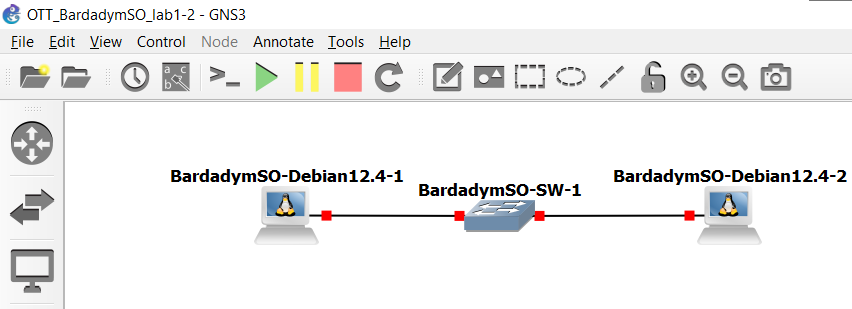 OTT_BardadymSO_lab1-2 - GNS3
File Edit View Control Node Annotate Tools Help
a c
b
BardadymSO-Debian12.4-1
BardadymSO-SW-1
BardadymSO-Debian12.4-2